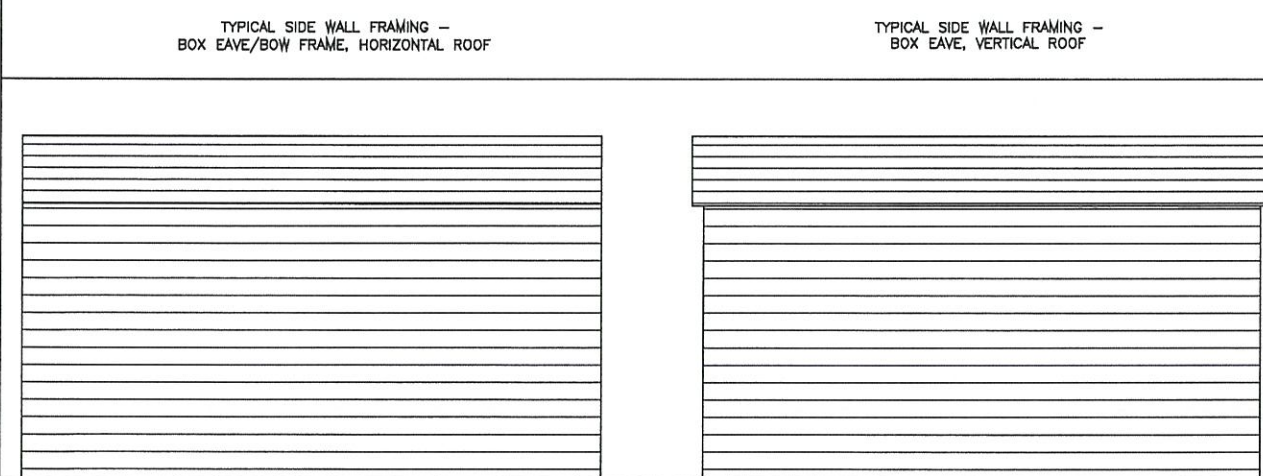 TYPICAL SIDE WALL FRAMING –
BOX EAVE/BOW FRAME, HORIZONTAL ROOF
TYPICAL SIDE WALL FRAMING –
BOX EAVE, VERTICAL ROOF